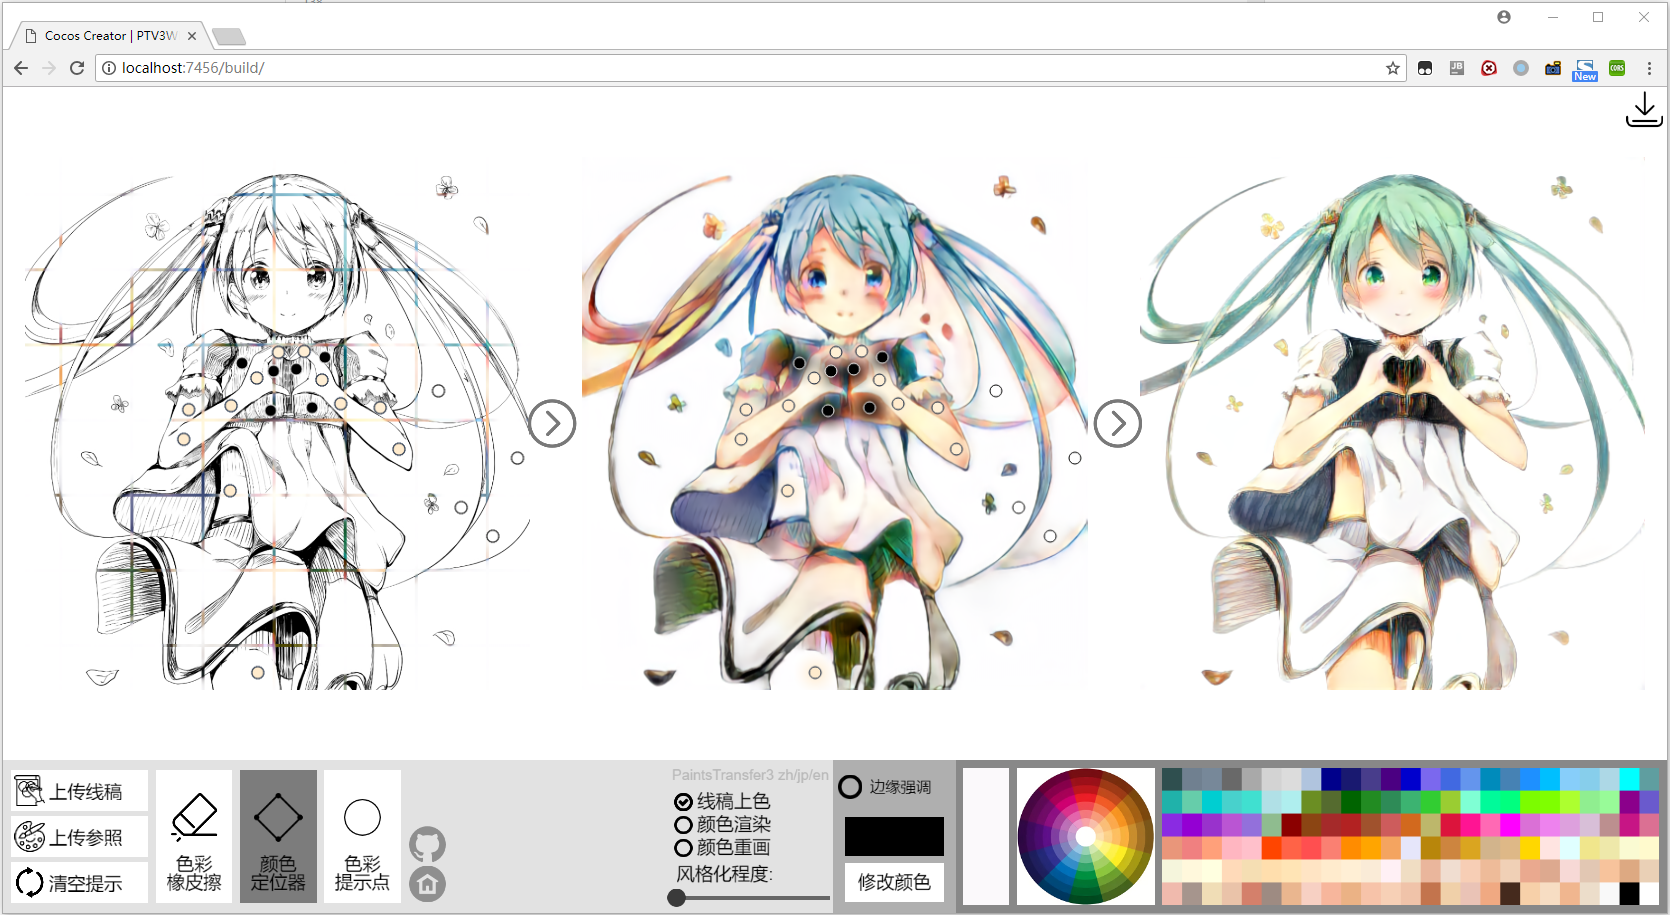 Cocos Creator | PTV3W
localhost:7456/build/
JB
New
CORS
上传线稿
上传参照
清空提示
色彩
橡皮擦
颜色
定位器
色彩
提示点
PaintsTransfer3 zh/jp/en
线稿上色
颜色渲染
颜色重画
风格化程度:
边缘强调
修改颜色